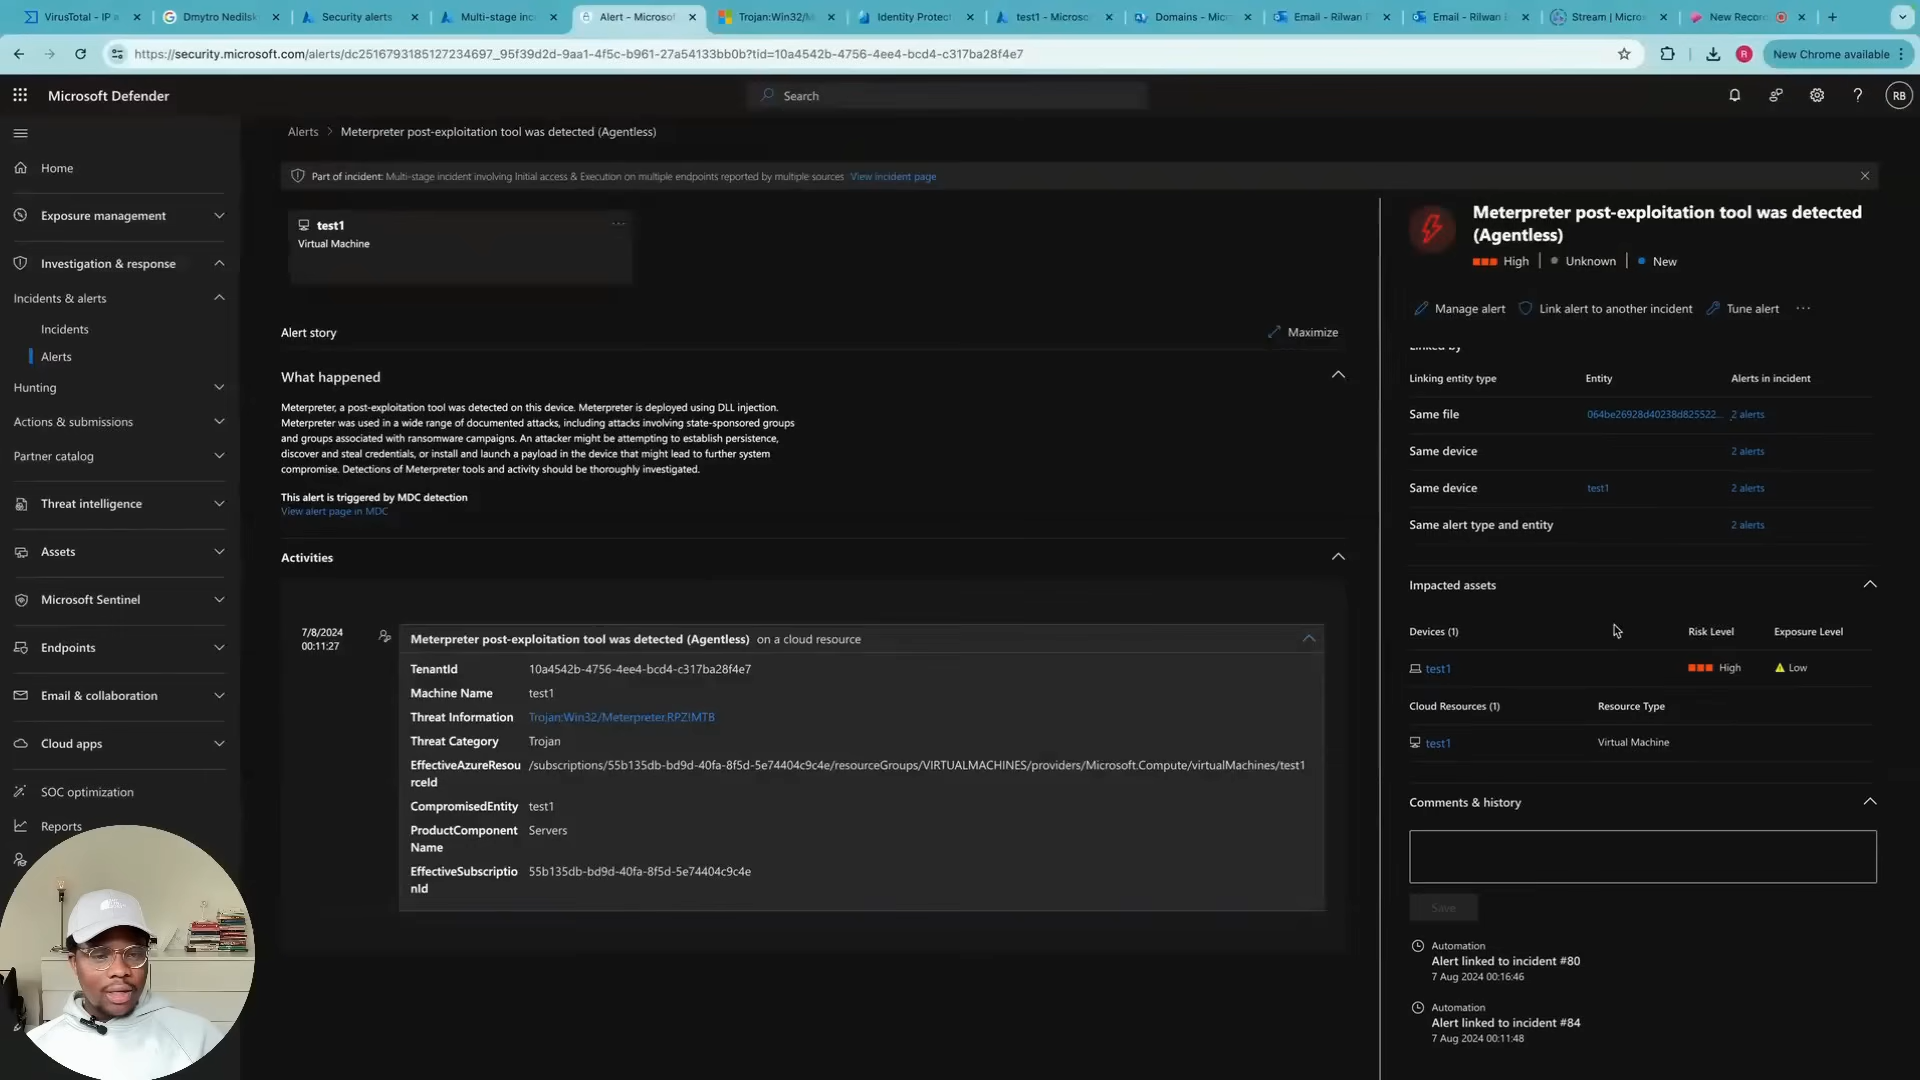 VirusTotal - IP a
Dmytro Nedilsk
Security alerts
Multi-stage inc
Alert - Microsof
Trojan:Win32/M
Identity Protect
test1 - Microso
Domains - Mic
Email - Rilwan
Email - Rilwan
Stream | Micro
New Recor
https://security.microsoft.com/alerts/dc2516793185127234697_95f39d2d-9aa1-4f5c-b961-27a54133bb0b?tid=10a4542b-4756-4ee4-bcd4-c317ba28f4e7
R
New Chrome available
Microsoft Defender
Search
RB
Home
Exposure management
Investigation & response
Incidents & alerts
Incidents
Alerts
Hunting
Actions & submissions
Partner catalog
Threat intelligence
Assets
Microsoft Sentinel
Endpoints
Email & collaboration
Cloud apps
SOC optimization
Reports
Alerts > Meterpreter post-exploitation tool was detected (Agentless)
Part of incident: Multi-stage incident involving Initial access & Execution on multiple endpoints reported by multiple sources View incident page
test1
Virtual Machine
Alert story
Maximize
What happened
Meterpreter, a post-exploitation tool was detected on this device. Meterpreter is deployed using DLL injection.
Meterpreter was used in a wide range of documented attacks, including attacks involving state-sponsored groups
and groups associated with ransomware campaigns. An attacker might be attempting to establish persistence,
discover and steal credentials, or install and launch a payload in the device that might lead to further system
compromise. Detections of Meterpreter tools and activity should be thoroughly investigated.
This alert is triggered by MDC detection
View alert page in MDC
Activities
7/8/2024
00:11:27
Meterpreter post-exploitation tool was detected (Agentless) on a cloud resource
TenantId 10a4542b-4756-4ee4-bcd4-c317ba28f4e7
Machine Name test1
Threat Information Trojan:Win32/Meterpreter.RPZ!MTB
Threat Category Trojan
EffectiveAzureResou /subscriptions/55b135db-bd9d-40fa-8f5d-5e74404c9c4e/resourceGroups/VIRTUALMACHINES/providers/Microsoft.Compute/virtualMachines/test1
rceId
CompromisedEntity test1
ProductComponent Servers
Name
EffectiveSubscriptio 55b135db-bd9d-40fa-8f5d-5e74404c9c4e
nId
Meterpreter post-exploitation tool was detected
(Agentless)
High | Unknown | New
Manage alert
Link alert to another incident
Tune alert
Linked by
Linking entity type Entity Alerts in incident
Same file 064be26928d40238d825522... 2 alerts
Same device 2 alerts
Same device test1 2 alerts
Same alert type and entity 2 alerts
Impacted assets
Devices (1) Risk Level Exposure Level
test1 High Low
Cloud Resources (1) Resource Type
test1 Virtual Machine
Comments & history
Save
Automation
Alert linked to incident #80
7 Aug 2024 00:16:46
Automation
Alert linked to incident #84
7 Aug 2024 00:11:48